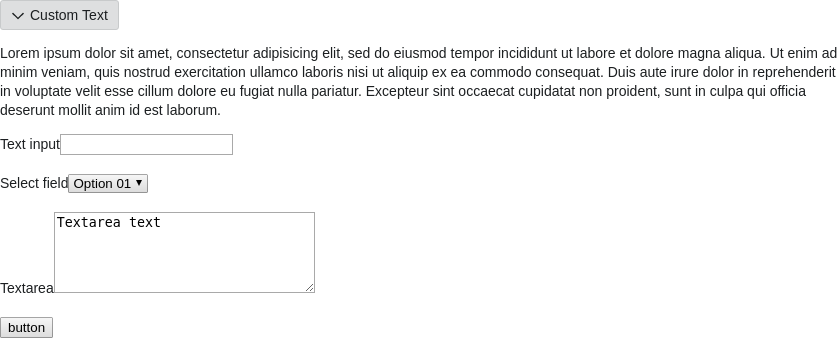 Custom Text
Lorem ipsum dolor sit amet, consectetur adipisicing elit, sed do eiusmod tempor incididunt ut labore et dolore magna aliqua. Ut enim ad
minim veniam, quis nostrud exercitation ullamco laboris nisi ut aliquip ex ea commodo consequat. Duis aute irure dolor in reprehenderit
in voluptate velit esse cillum dolore eu fugiat nulla pariatur. Excepteur sint occaecat cupidatat non proident, sunt in culpa qui officia
deserunt mollit anim id est laborum.
Text input
Select field Option 01
Textarea text
Textarea
button